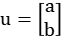 u = [a
b]